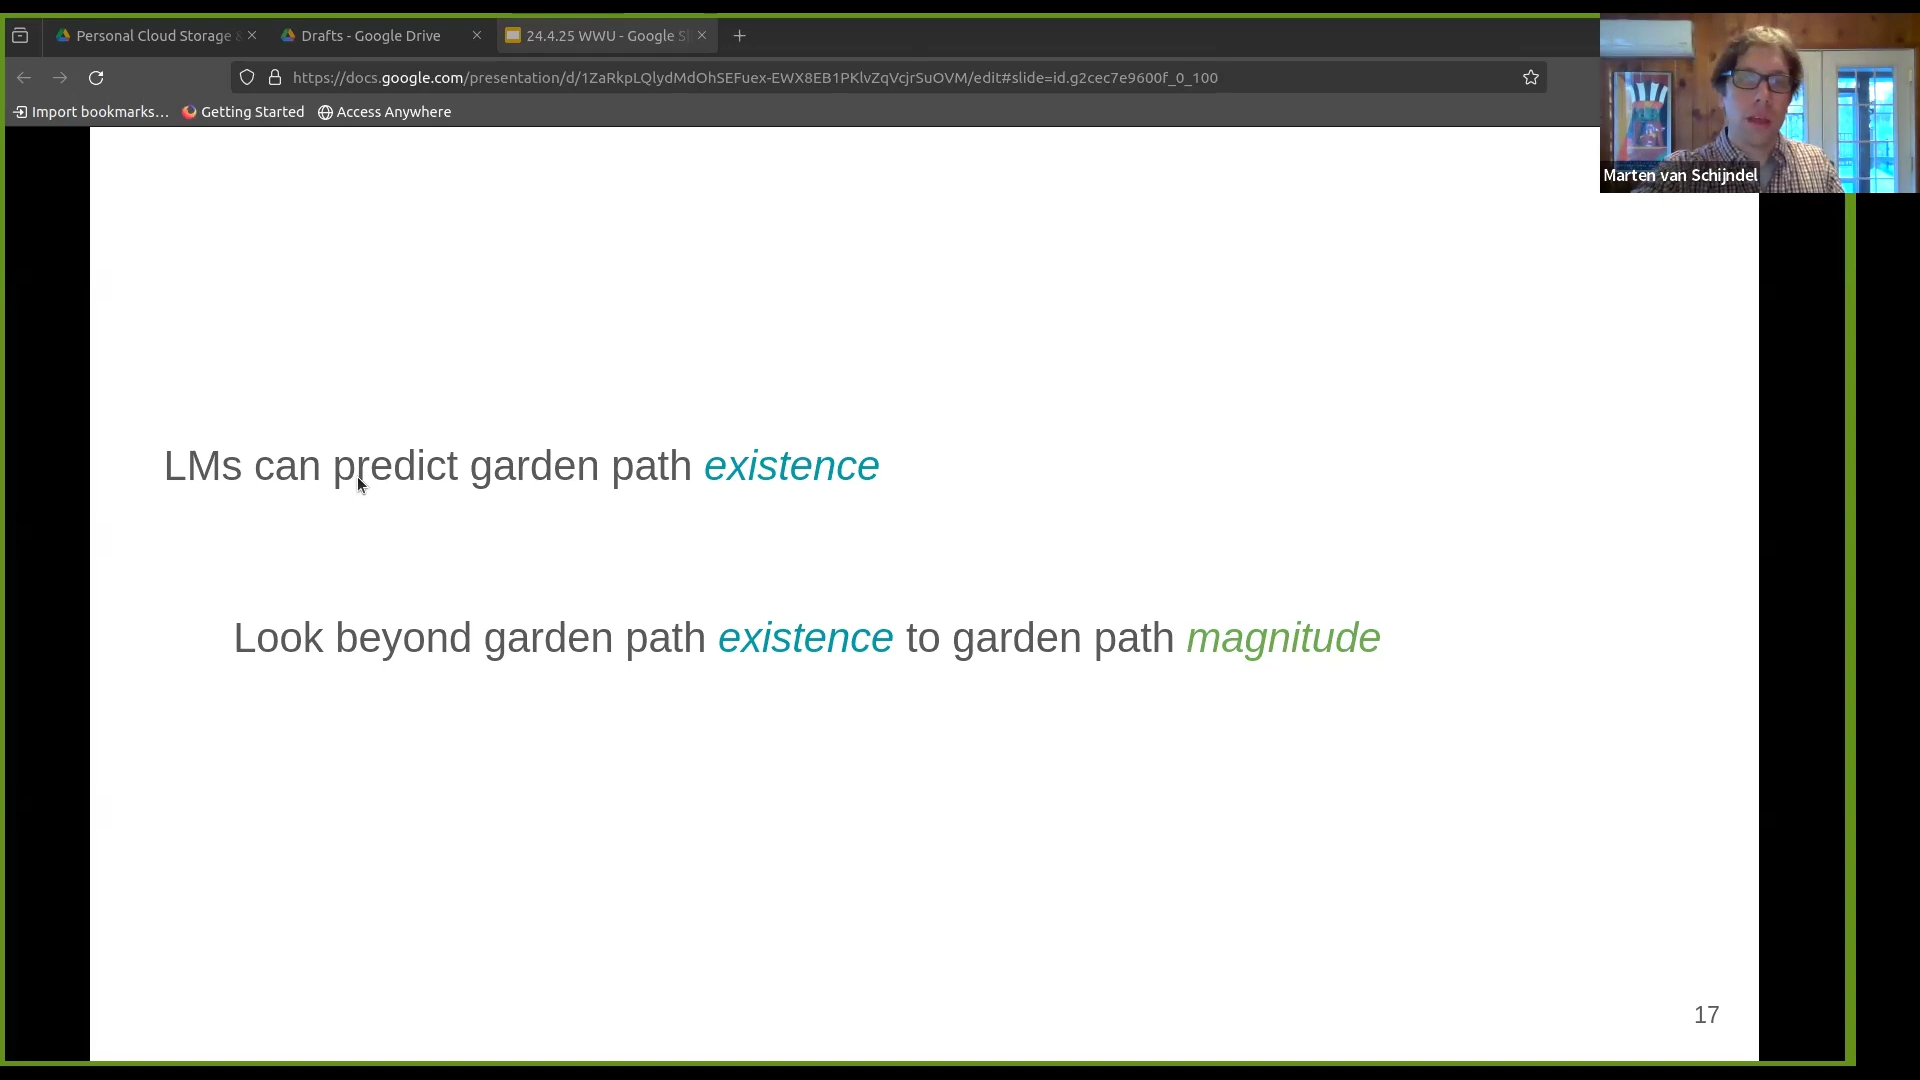 Personal Cloud Storage &
Drafts - Google Drive
24.4.25 WWU - Google Sl
https://docs.google.com/presentation/d/1ZaRkpLQlydMdOhSEFuex-EWX8EB1PKlvZqVcjrSuOVM/edit#slide=id.g2cec7e9600f_0_100
Import bookmarks...
Getting Started
Access Anywhere
Marten van Schijndel
LMs can predict garden path existence
Look beyond garden path existence to garden path magnitude
17